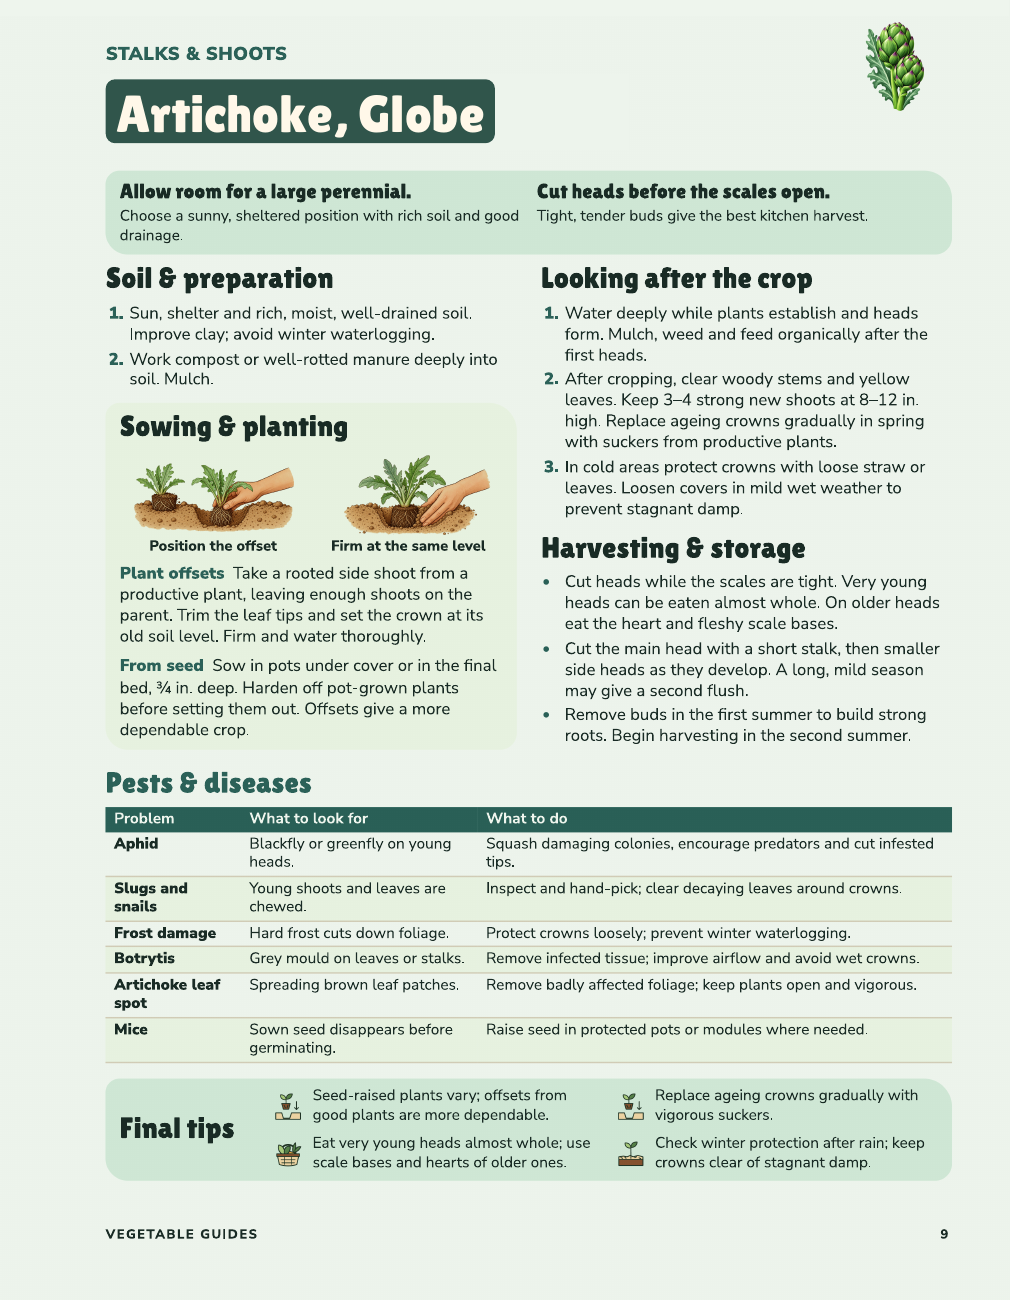 STALKS & SHOOTS
Artichoke, Globe
Allow room for a large perennial.
Choose a sunny, sheltered position with rich soil and good
drainage.
Cut heads before the scales open.
Tight, tender buds give the best kitchen harvest.
Soil & preparation
1. Sun, shelter and rich, moist, well-drained soil.
Improve clay; avoid winter waterlogging.
2. Work compost or well-rotted manure deeply into
soil. Mulch.
Sowing & planting
Position the offset
Firm at the same level
Plant offsets Take a rooted side shoot from a
productive plant, leaving enough shoots on the
parent. Trim the leaf tips and set the crown at its
old soil level. Firm and water thoroughly.
From seed Sow in pots under cover or in the final
bed, ¾ in. deep. Harden off pot-grown plants
before setting them out. Offsets give a more
dependable crop.
Looking after the crop
1. Water deeply while plants establish and heads
form. Mulch, weed and feed organically after the
first heads.
2. After cropping, clear woody stems and yellow
leaves. Keep 3–4 strong new shoots at 8–12 in.
high. Replace ageing crowns gradually in spring
with suckers from productive plants.
3. In cold areas protect crowns with loose straw or
leaves. Loosen covers in mild wet weather to
prevent stagnant damp.
Harvesting & storage
• Cut heads while the scales are tight. Very young
heads can be eaten almost whole. On older heads
eat the heart and fleshy scale bases.
• Cut the main head with a short stalk, then smaller
side heads as they develop. A long, mild season
may give a second flush.
• Remove buds in the first summer to build strong
roots. Begin harvesting in the second summer.
Pests & diseases
Problem What to look for What to do
Aphid Blackfly or greenfly on young Squash damaging colonies, encourage predators and cut infested
heads. tips.
Slugs and Young shoots and leaves are Inspect and hand-pick; clear decaying leaves around crowns.
snails chewed.
Frost damage Hard frost cuts down foliage. Protect crowns loosely; prevent winter waterlogging.
Botrytis Grey mould on leaves or stalks. Remove infected tissue; improve airflow and avoid wet crowns.
Artichoke leaf Spreading brown leaf patches. Remove badly affected foliage; keep plants open and vigorous.
spot
Mice Sown seed disappears before Raise seed in protected pots or modules where needed.
germinating.
Final tips
Seed-raised plants vary; offsets from
good plants are more dependable.
Eat very young heads almost whole; use
scale bases and hearts of older ones.
Replace ageing crowns gradually with
vigorous suckers.
Check winter protection after rain; keep
crowns clear of stagnant damp.
VEGETABLE GUIDES 9